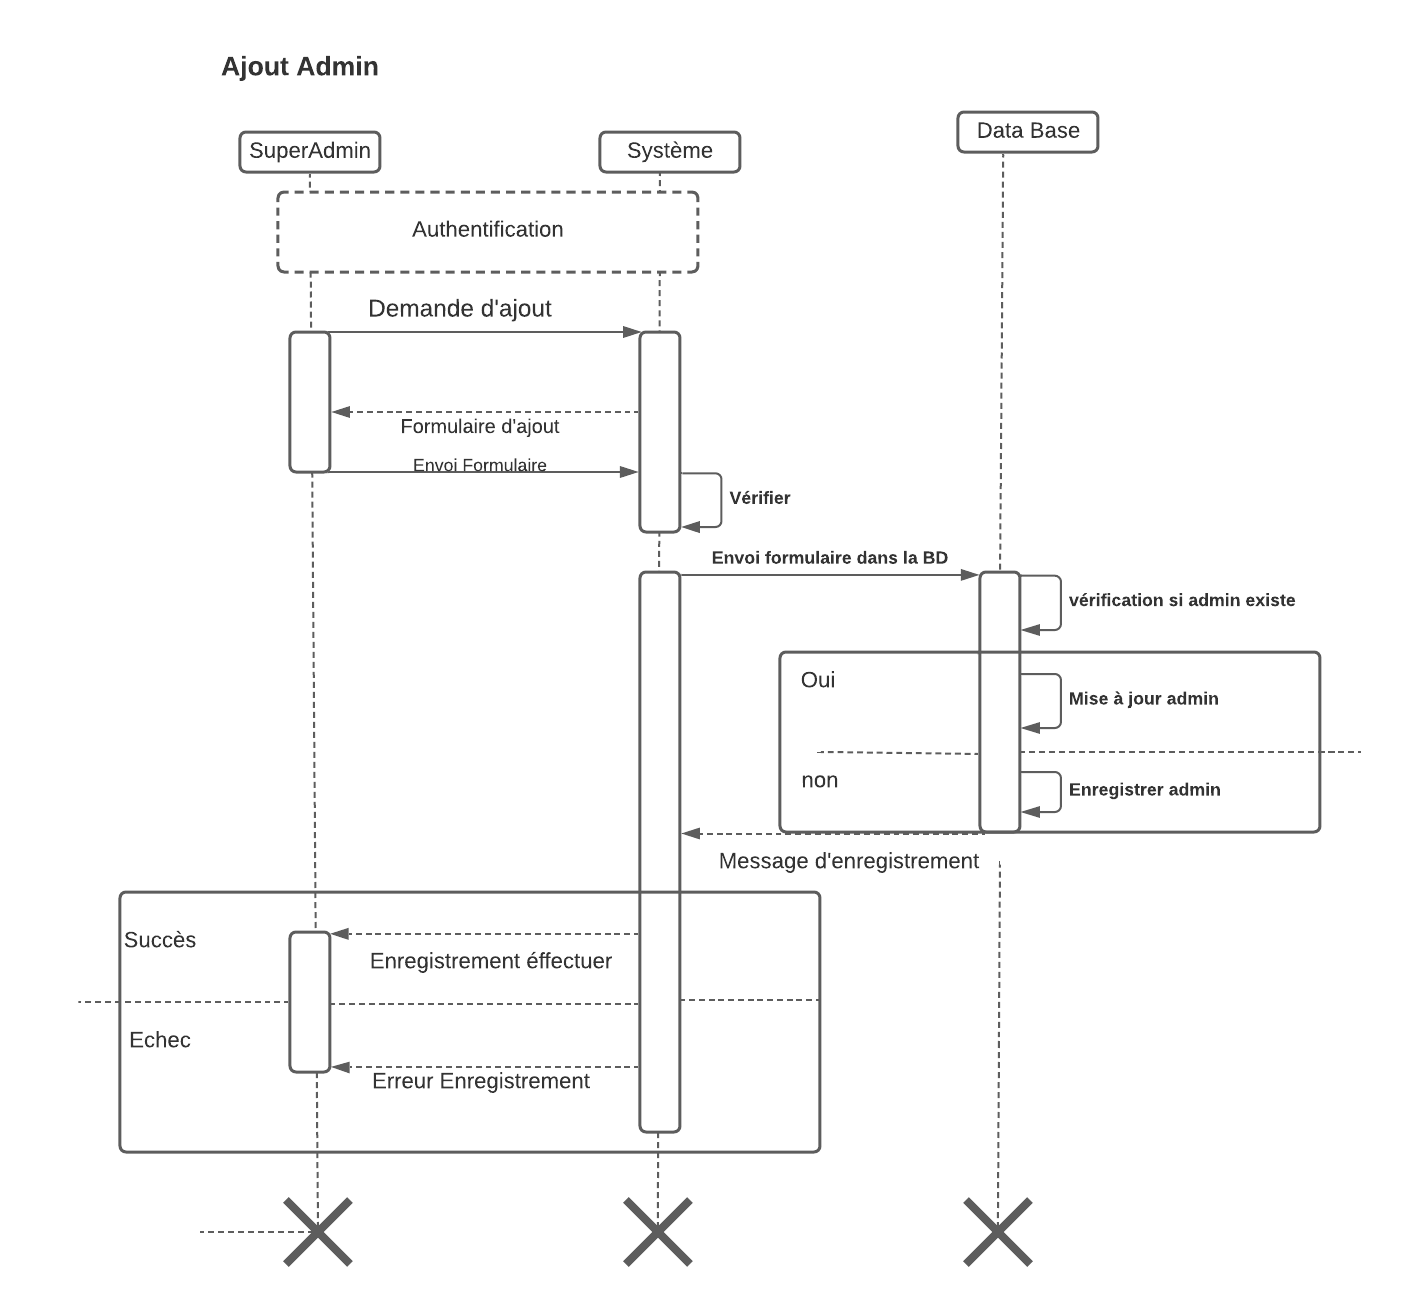 Ajout Admin
SuperAdmin
Système
Data Base
Authentification
Demande d'ajout
Formulaire d'ajout
Envoi Formulaire
Vérifier
Envoi formulaire dans la BD
vérification si admin existe
Oui
Mise à jour admin
non
Enregistrer admin
Message d'enregistrement
Succès
Enregistrement éffectuer
Echec
Erreur Enregistrement